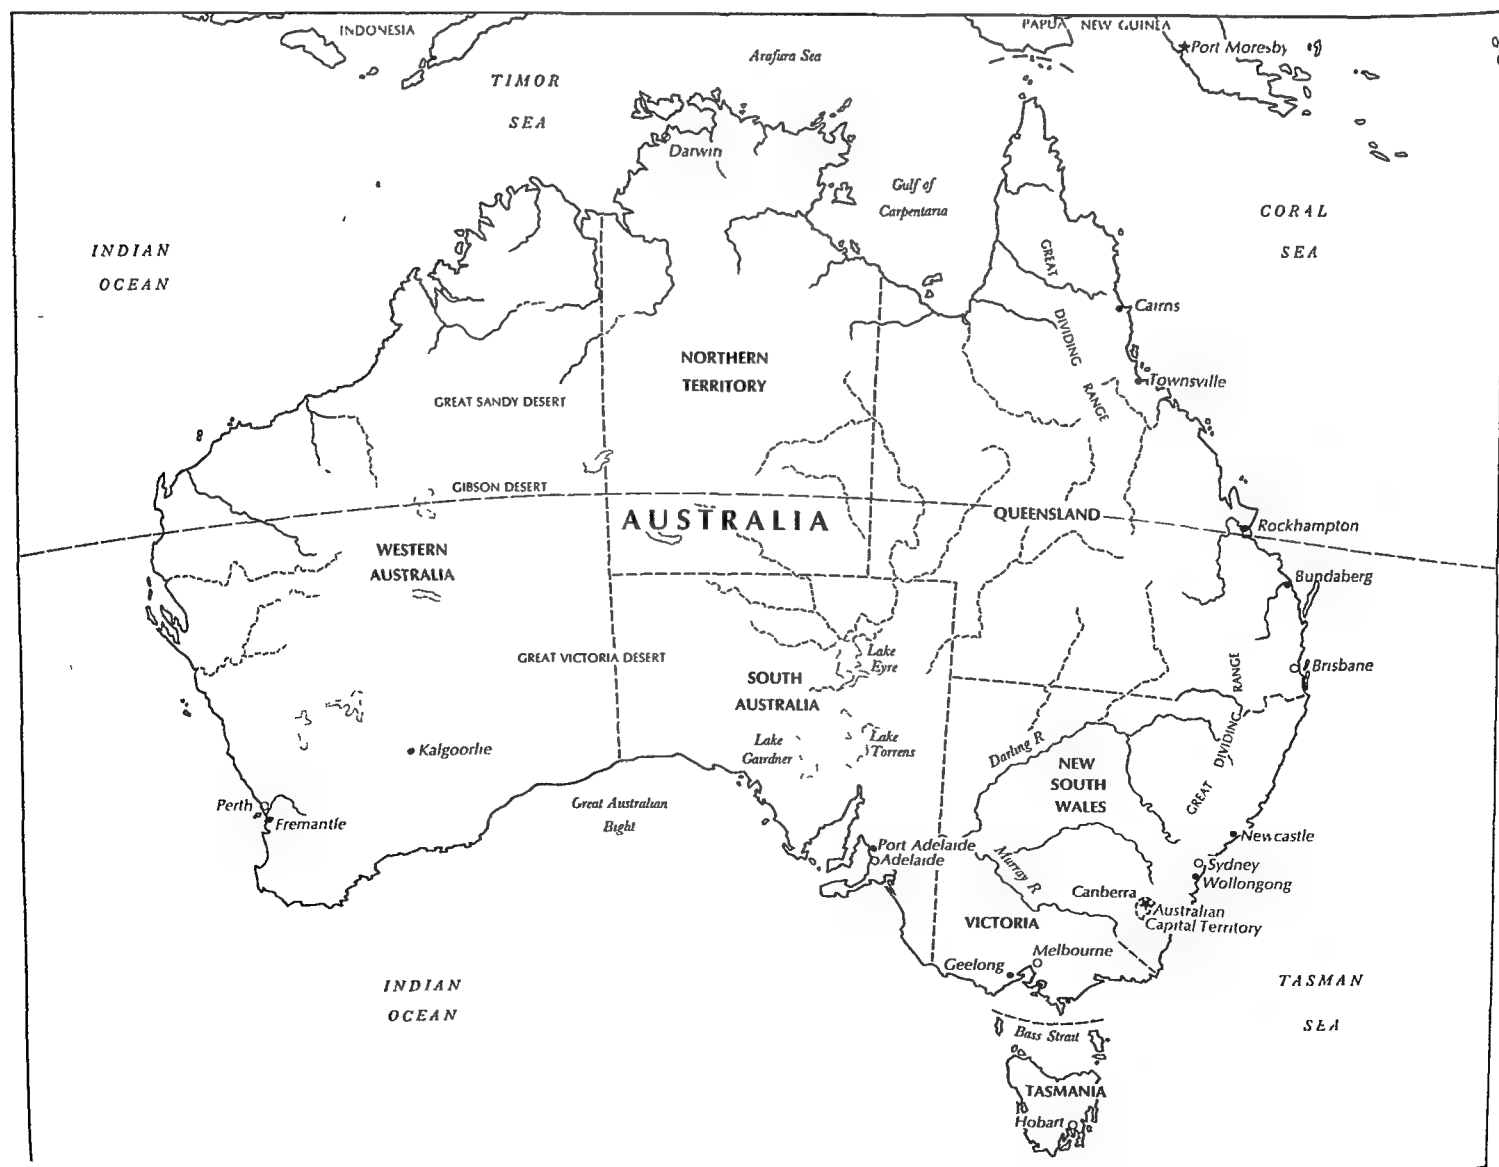 INDONESIA
PAPUA NEW GUINEA
Port Moresby
Arafura Sea
TIMOR
SEA
Darwin
Gulf of
Carpentaria
CORAL
SEA
INDIAN
OCEAN
GREAT
DIVIDING
RANGE
Cairns
Townsville
NORTHERN
TERRITORY
GREAT SANDY DESERT
GIBSON DESERT
AUSTRALIA
QUEENSLAND
Rockhampton
WESTERN
AUSTRALIA
Bundaberg
GREAT VICTORIA DESERT
Lake
Eyre
SOUTH
AUSTRALIA
Brisbane
RANGE
DIVIDING
GREAT
Lake
Gairdner
Lake
Torrens
Darling R
NEW
SOUTH
WALES
Kalgoorlie
Perth
Fremantle
Great Australian
Bight
Port Adelaide
Adelaide
Murray R
Newcastle
Sydney
Wollongong
Canberra
Australian
Capital Territory
VICTORIA
Melbourne
Geelong
INDIAN
OCEAN
TASMAN
SEA
Bass Strait
TASMANIA
Hobart